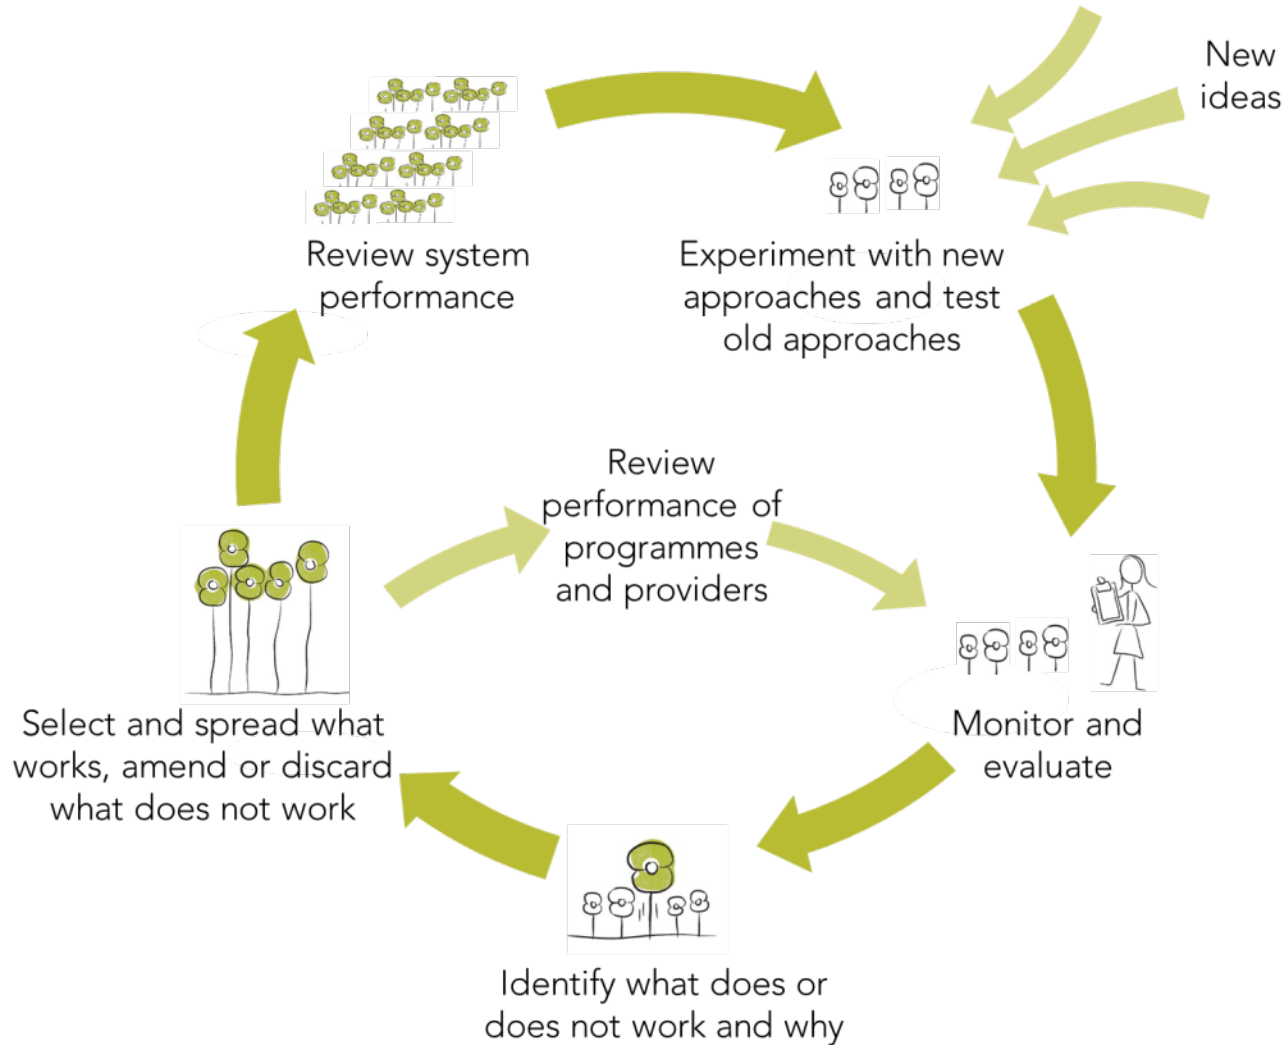 New
ideas
Review system
performance
Experiment with new
approaches and test
old approaches
Review
performance of
programmes
and providers
Select and spread what
works, amend or discard
what does not work
Monitor and
evaluate
Identify what does or
does not work and why